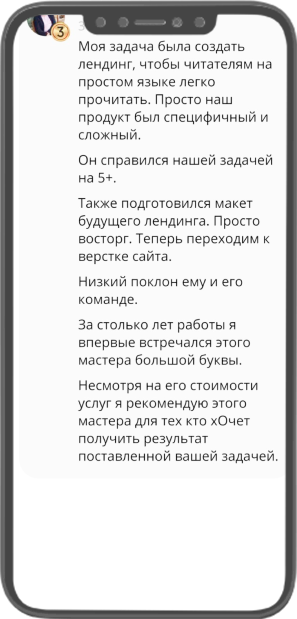 3
Моя задача была создать
лендинг, чтобы читателям на
простом языке легко
прочитать. Просто наш
продукт был специфичный и
сложный.
Он справился нашей задачей
на 5+.
Также подготовился макет
будущего лендинга. Просто
восторг. Теперь переходим к
верстке сайта.
Низкий поклон ему и его
команде.
За столько лет работы я
впервые встречался этого
мастера большой буквы.
Несмотря на его стоимости
услуг я рекомендую этого
мастера для тех кто хОчет
получить результат
поставленной вашей задачей.